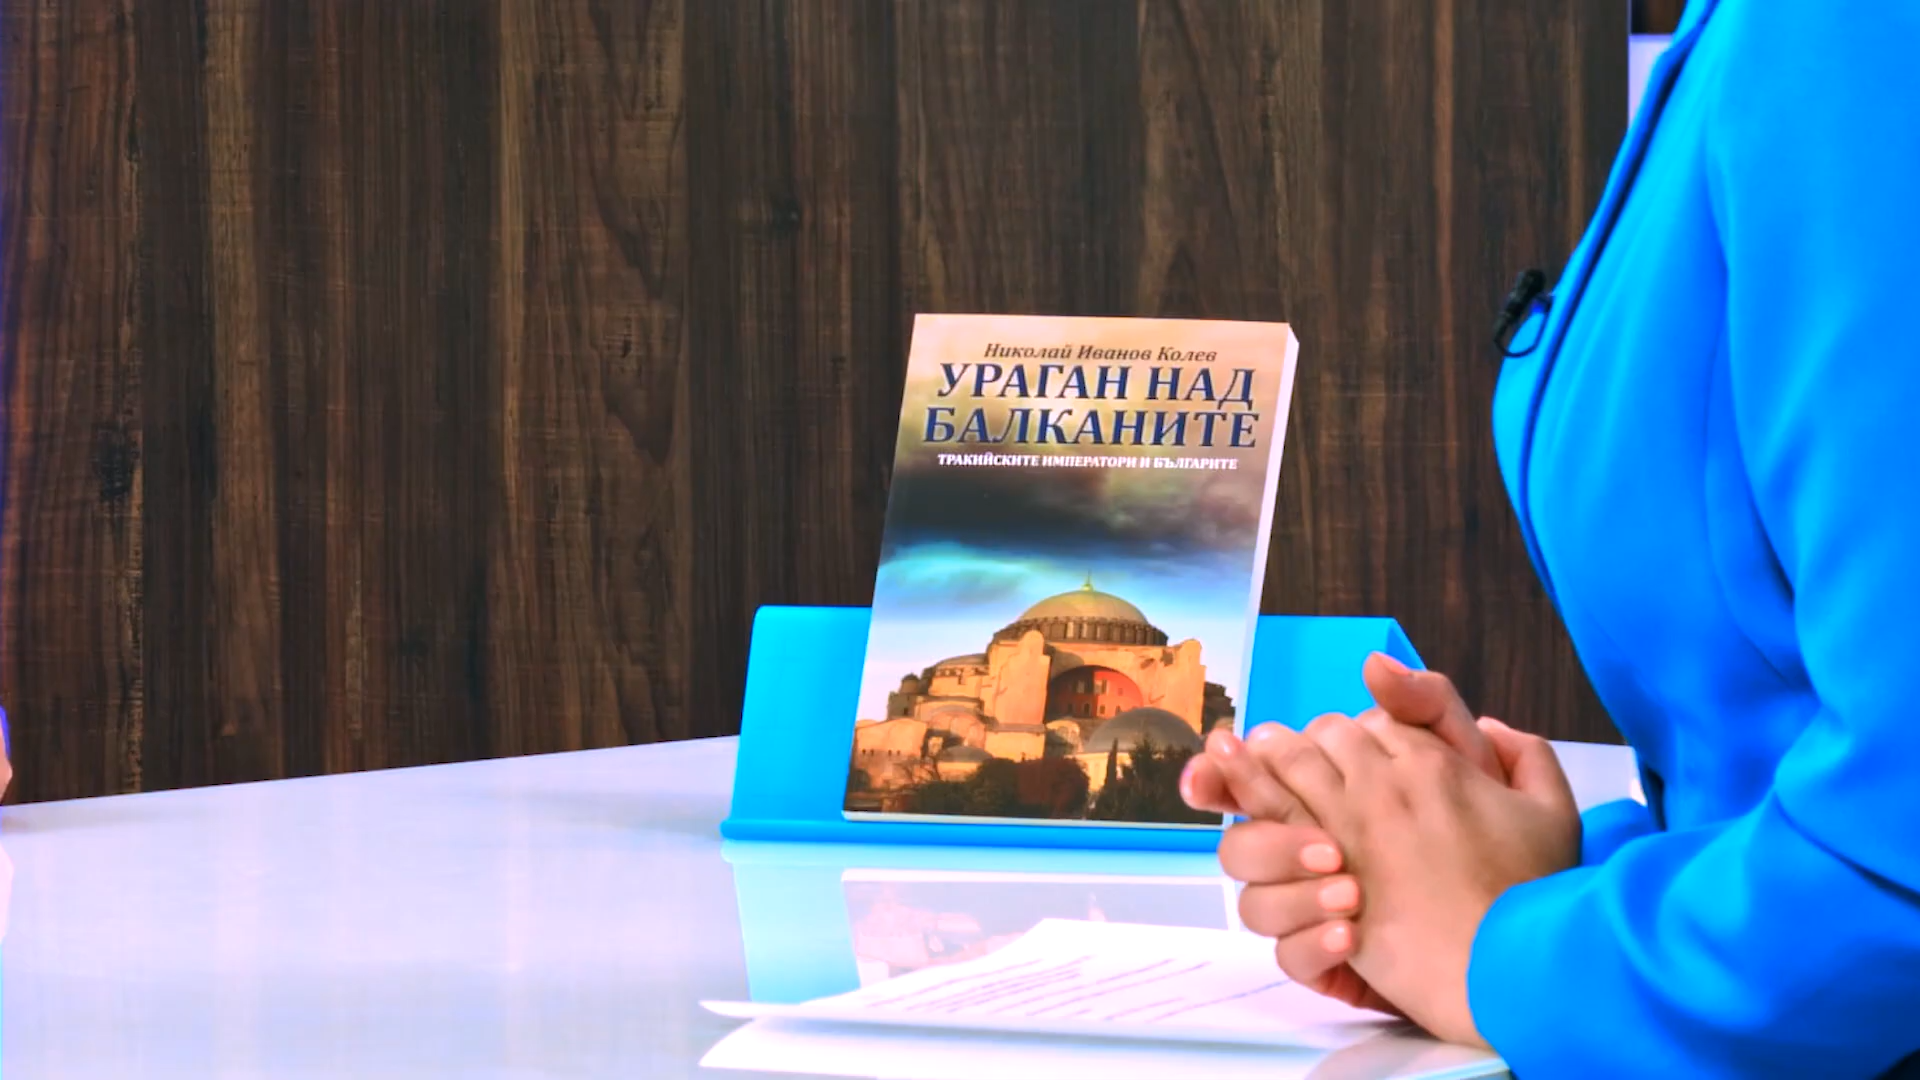 Николай Иванов Колев
УРАГАН НАД
БАЛКАНИТЕ
ТРАКИЙСКИТЕ ИМПЕРАТОРИ И БЪЛГАРИТЕ